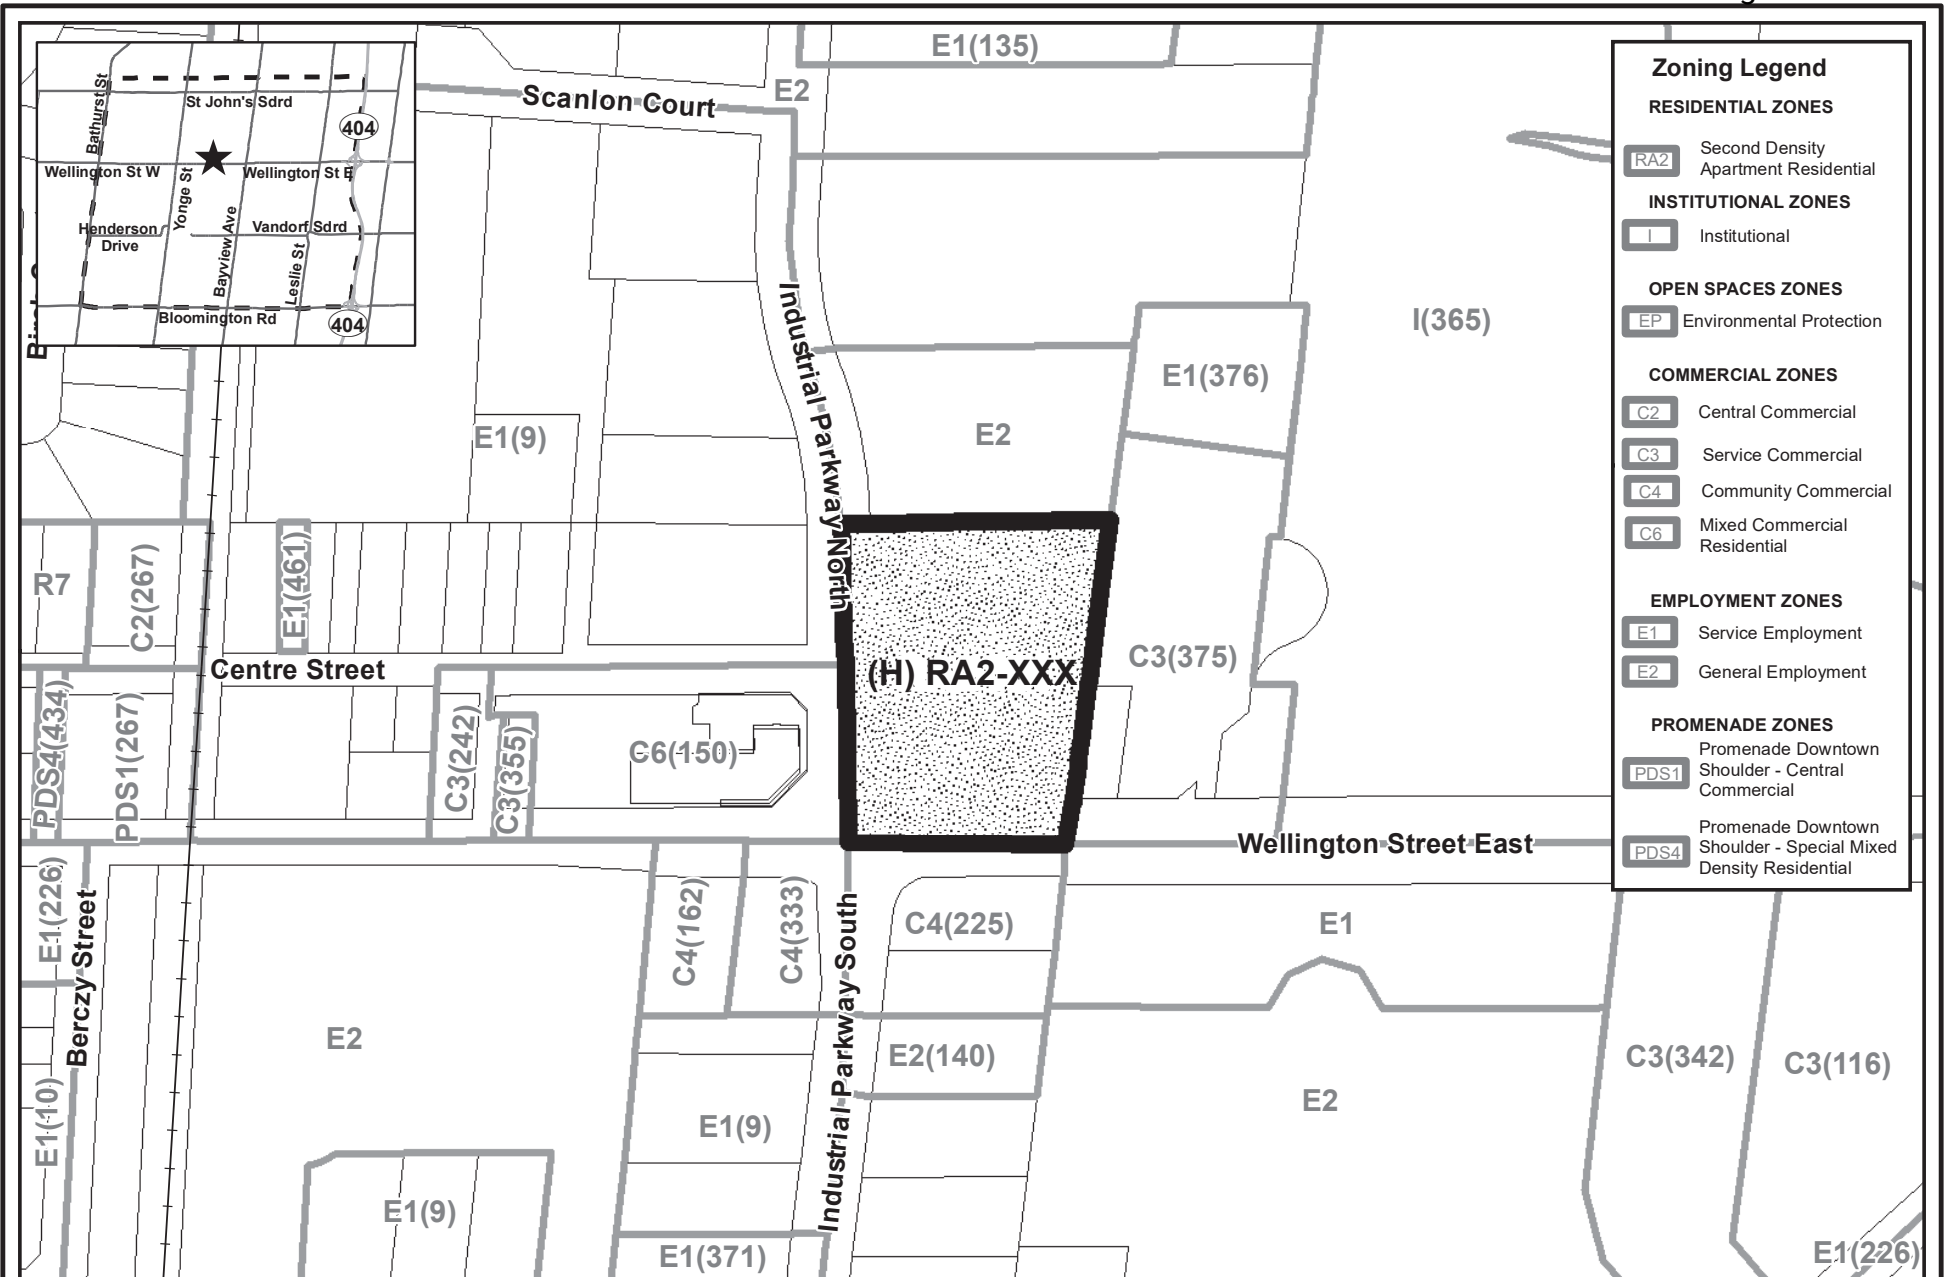 E1(135)
E2
Scanlon Court
Bathurst St
St John's Sdrd
404
Wellington St W
Wellington St E
Yonge St
Henderson
Drive
Vandorf Sdrd
Bayview Ave
Leslie St
Bloomington Rd
404
Industrial Parkway North
I(365)
E1(376)
E1(9)
E2
R7
C2(267)
E1(461)
Centre Street
(H) RA2-XXX
C3(375)
PDS4(434)
PDS1(267)
C3(242)
C3(355)
C6(150)
Wellington Street East
E1(226)
Berczy Street
C4(162)
C4(333)
Industrial Parkway South
C4(225)
E1
E2
E2(140)
E2
C3(342)
C3(116)
E1(10)
E1(9)
E1(9)
E1(371)
E1(226)
Zoning Legend
RESIDENTIAL ZONES
RA2
Second Density
Apartment Residential
INSTITUTIONAL ZONES
I
Institutional
OPEN SPACES ZONES
EP
Environmental Protection
COMMERCIAL ZONES
C2
Central Commercial
C3
Service Commercial
C4
Community Commercial
C6
Mixed Commercial
Residential
EMPLOYMENT ZONES
E1
Service Employment
E2
General Employment
PROMENADE ZONES
PDS1
Promenade Downtown
Shoulder - Central
Commercial
PDS4
Promenade Downtown
Shoulder - Special Mixed
Density Residential